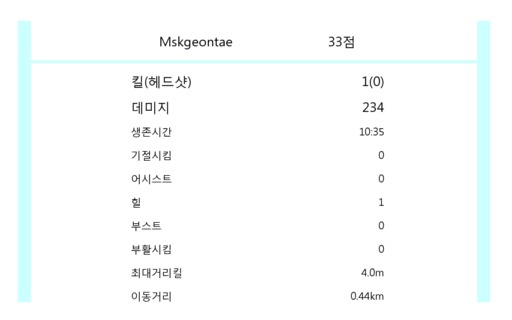 Mskgeontae 33점
킬(헤드샷) 1(0)
데미지 234
생존시간 10:35
기절시킴 0
어시스트 0
힐 1
부스트 0
부활시킴 0
최대거리킬 4.0m
이동거리 0.44km